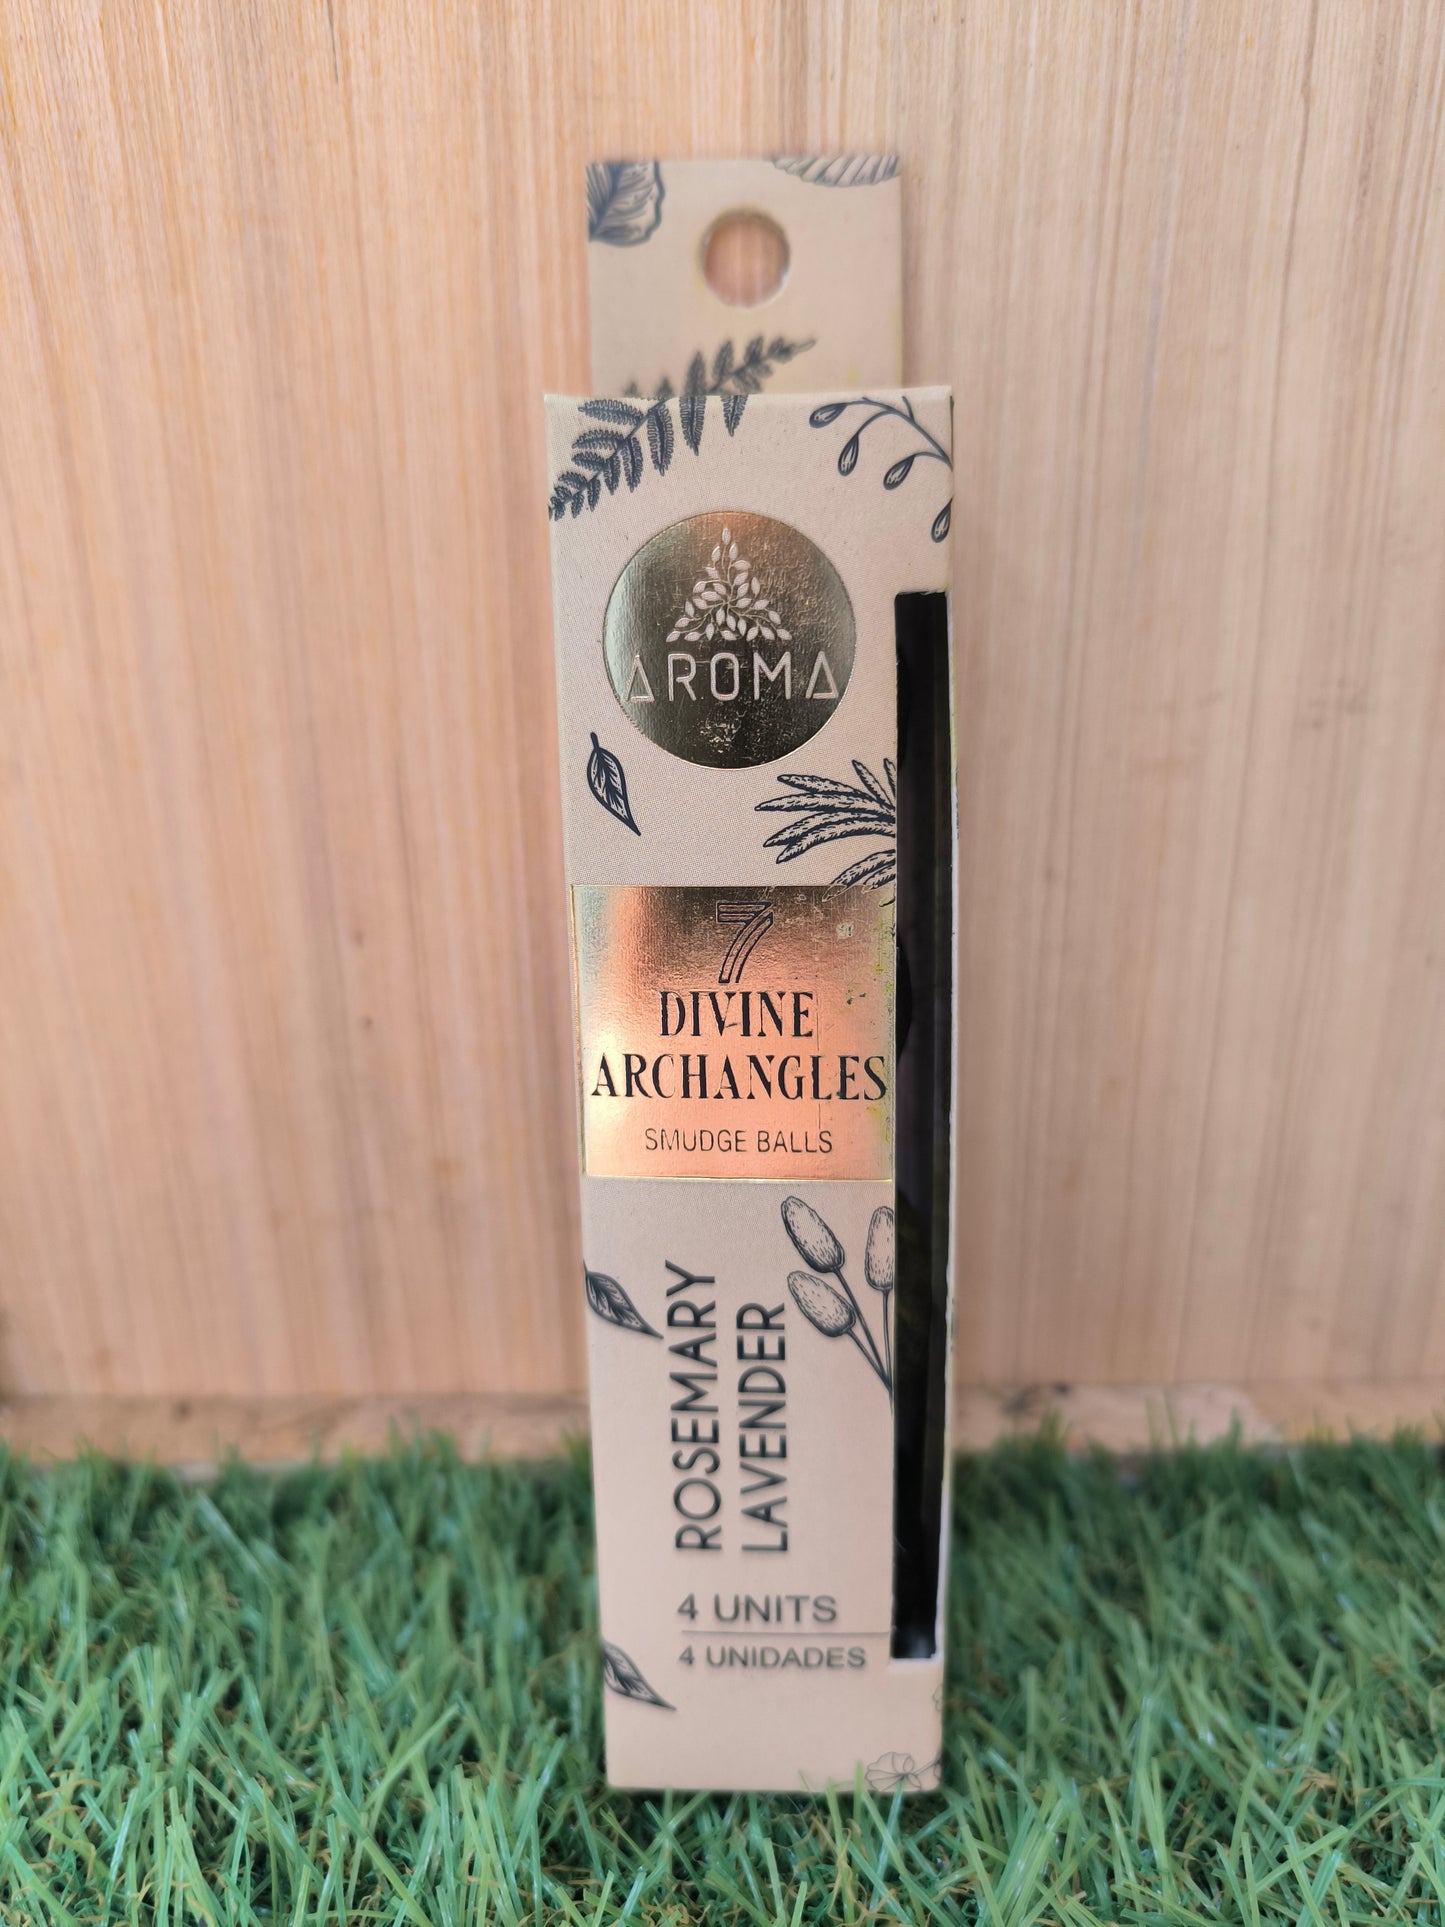 AROMA
7
DIVINE
ARCHANGLES
SMUDGE BALLS
ROSEMARY
LAVENDER
4 UNITS
4 UNIDADES